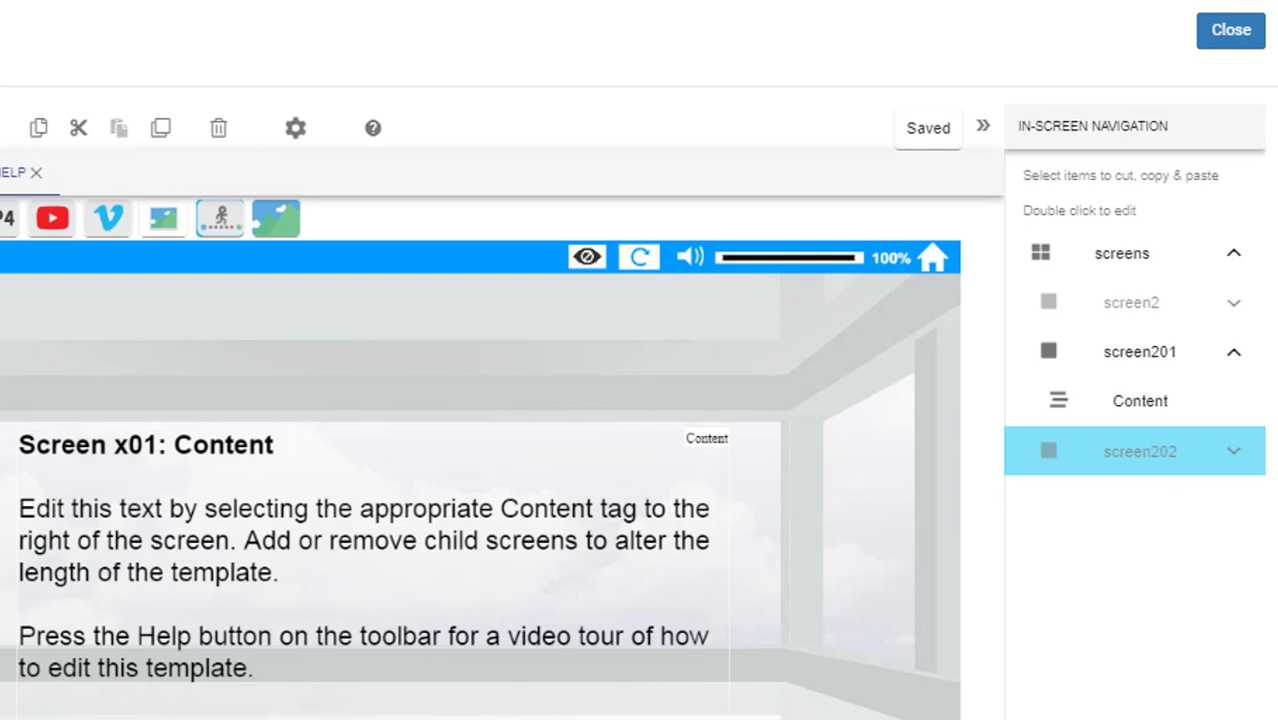 Close
Saved
IN-SCREEN NAVIGATION
ELP
Select items to cut, copy & paste
P4
Double click to edit
100%
screens
screen2
screen201
Content
screen202
Screen x01: Content
Content
Edit this text by selecting the appropriate Content tag to the
right of the screen. Add or remove child screens to alter the
length of the template.
Press the Help button on the toolbar for a video tour of how
to edit this template.